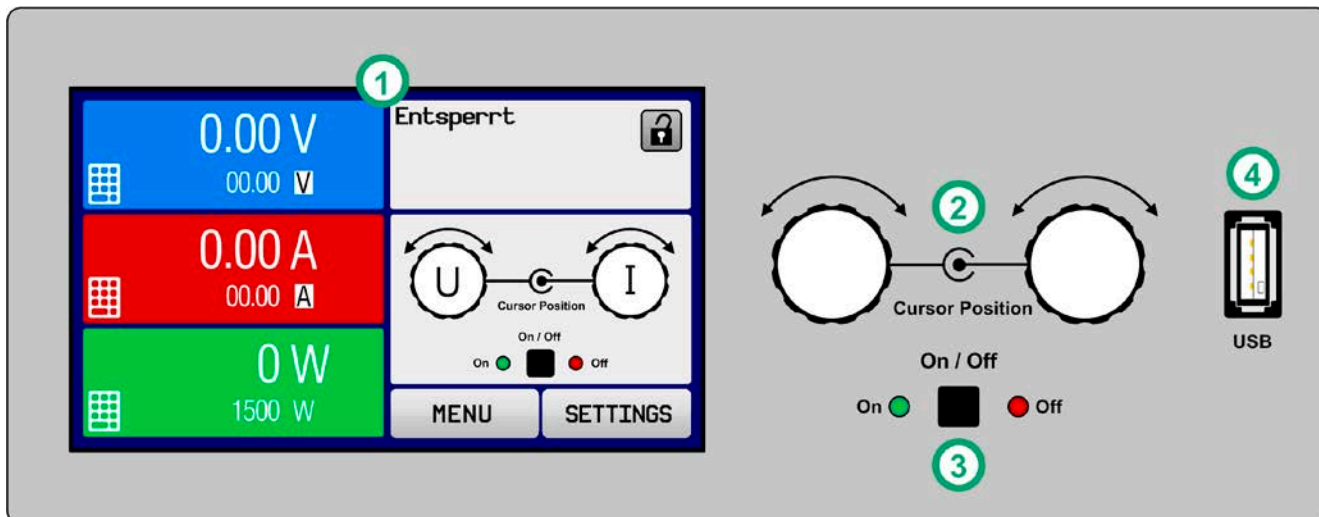 1
0.00 V
00.00 V
0.00 A
00.00 A
0 W
1500 W
Entsperrt
U
I
Cursor Position
On / Off
On
Off
MENU
SETTINGS
2
Cursor Position
On / Off
On
Off
3
4
USB